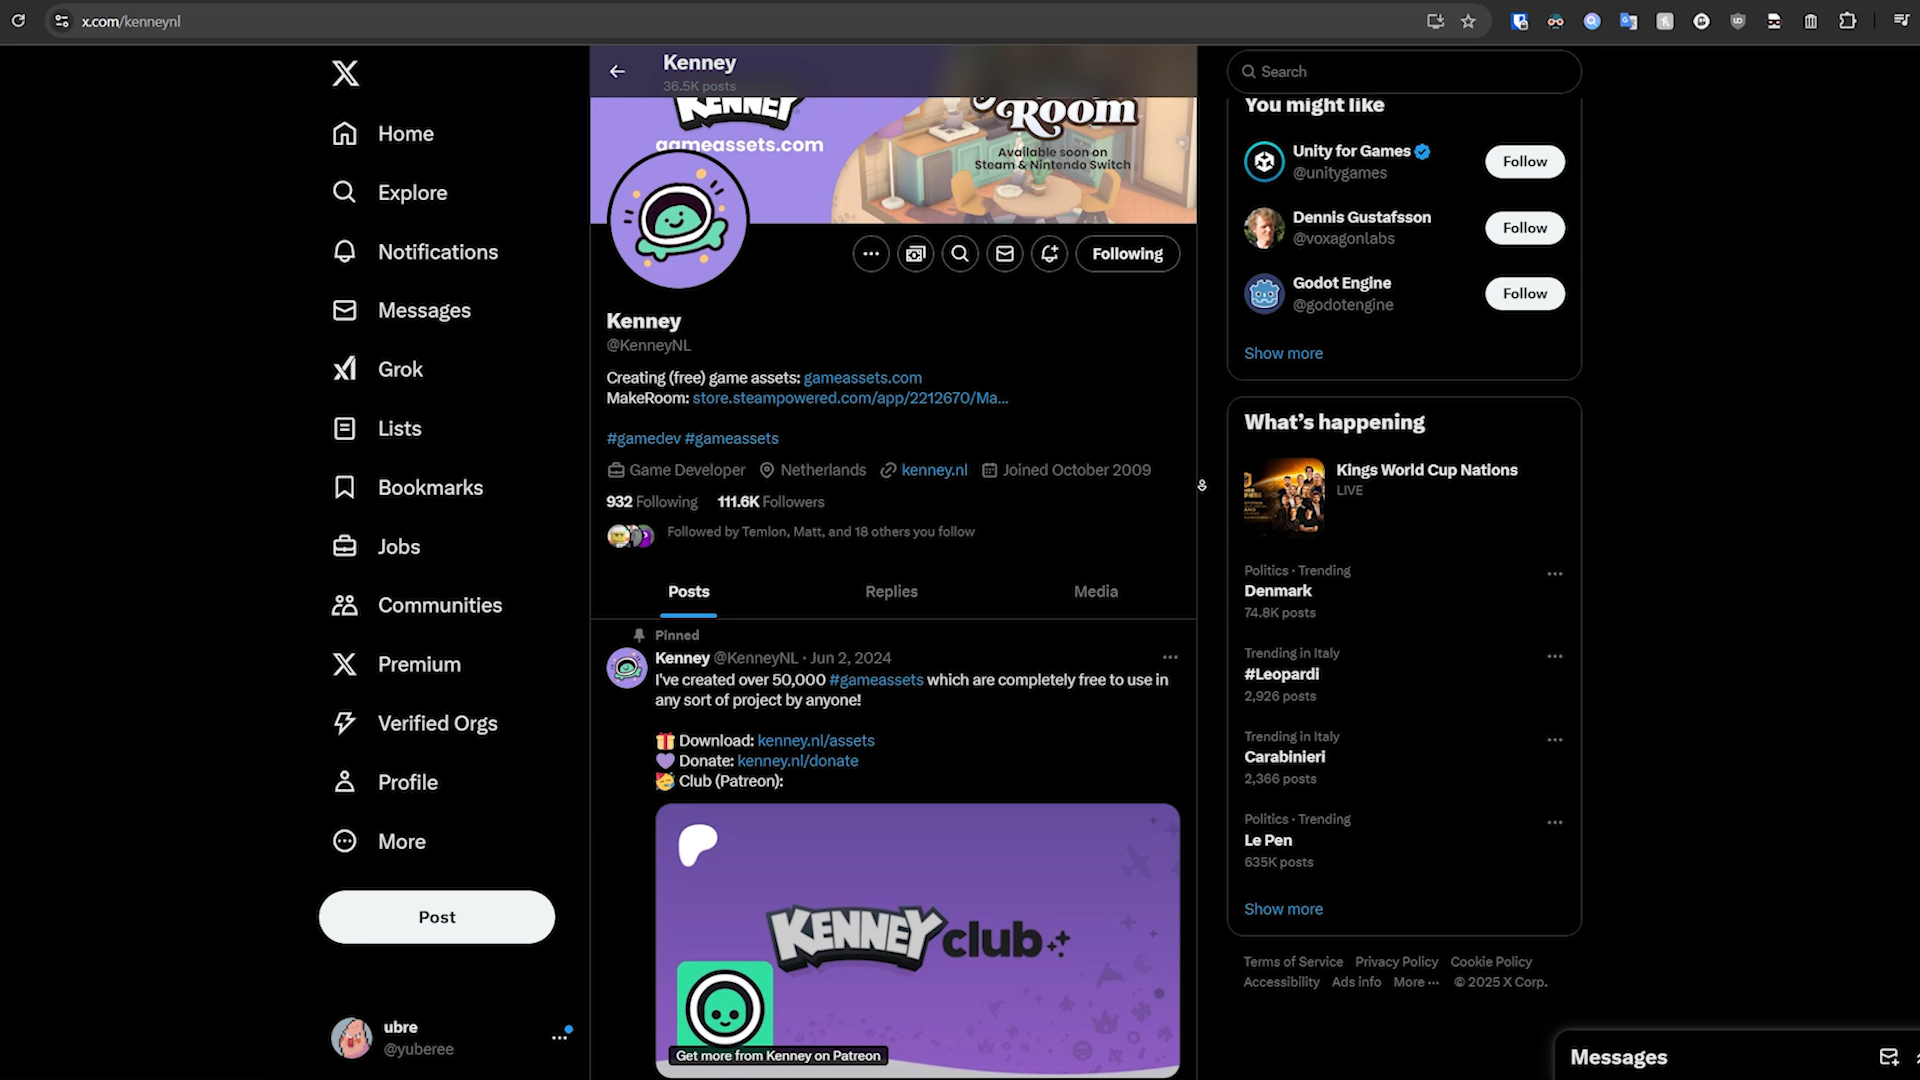 x.com/kenneynl
Home
Explore
Notifications
Messages
Grok
Lists
Bookmarks
Jobs
Communities
Premium
Verified Orgs
Profile
More
Post
ubre
@yuberee
Kenney
36.5K posts
KENNEY
gameassets.com
ROOM
Available soon on
Steam & Nintendo Switch
Following
Kenney
@KenneyNL
Creating (free) game assets: gameassets.com
MakeRoom: store.steampowered.com/app/2212670/Ma...
#gamedev #gameassets
Game Developer Netherlands kenney.nl Joined October 2009
932 Following 111.6K Followers
Followed by Temlon, Matt, and 18 others you follow
Posts Replies Media
Pinned
Kenney @KenneyNL · Jun 2, 2024
I've created over 50,000 #gameassets which are completely free to use in
any sort of project by anyone!
Download: kenney.nl/assets
Donate: kenney.nl/donate
Club (Patreon):
KENNEY club
Get more from Kenney on Patreon
Search
You might like
Unity for Games
@unitygames
Follow
Dennis Gustafsson
@voxagonlabs
Follow
Godot Engine
@godotengine
Follow
Show more
What's happening
Kings World Cup Nations
LIVE
Politics · Trending
Denmark
74.8K posts
Trending in Italy
#Leopardi
2,926 posts
Trending in Italy
Carabinieri
2,366 posts
Politics · Trending
Le Pen
635K posts
Show more
Terms of Service Privacy Policy Cookie Policy
Accessibility Ads info More ··· © 2025 X Corp.
Messages